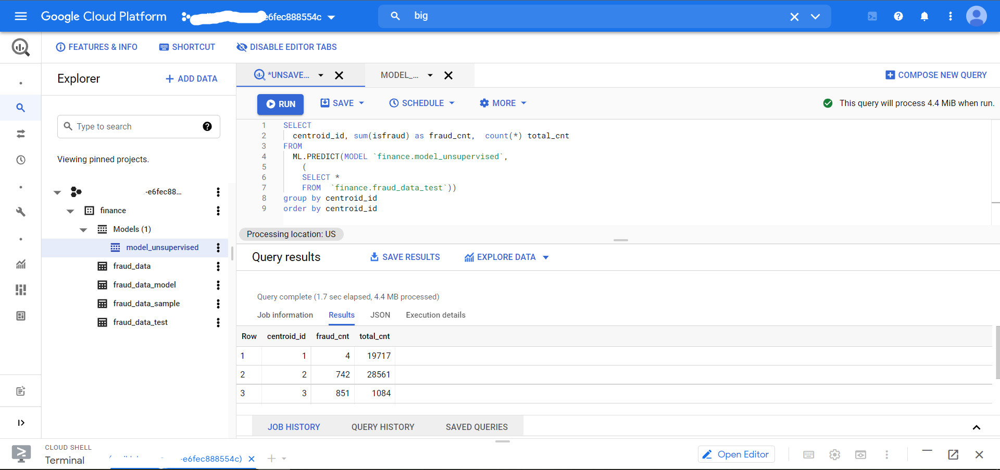 Google Cloud Platform e6fec888554c big
FEATURES & INFO SHORTCUT DISABLE EDITOR TABS
Explorer + ADD DATA
*UNSAVE... MODEL_... COMPOSE NEW QUERY
RUN SAVE SCHEDULE MORE This query will process 4.4 MiB when run.
Type to search
Viewing pinned projects.
-e6fec88...
finance
Models (1)
model_unsupervised
fraud_data
fraud_data_model
fraud_data_sample
fraud_data_test
1 SELECT
2 centroid_id, sum(isfraud) as fraud_cnt,  count(*) total_cnt
3 FROM
4 ML.PREDICT(MODEL `finance.model_unsupervised`,
5 (
6 SELECT *
7 FROM  `finance.fraud_data_test`))
8 group by centroid_id
9 order by centroid_id
Processing location: US
Query results SAVE RESULTS EXPLORE DATA
Query complete (1.7 sec elapsed, 4.4 MB processed)
Job information Results JSON Execution details
Row centroid_id fraud_cnt total_cnt
1 1 4 19717
2 2 742 28561
3 3 851 1084
JOB HISTORY QUERY HISTORY SAVED QUERIES
CLOUD SHELL
Terminal -e6fec888554c) Open Editor